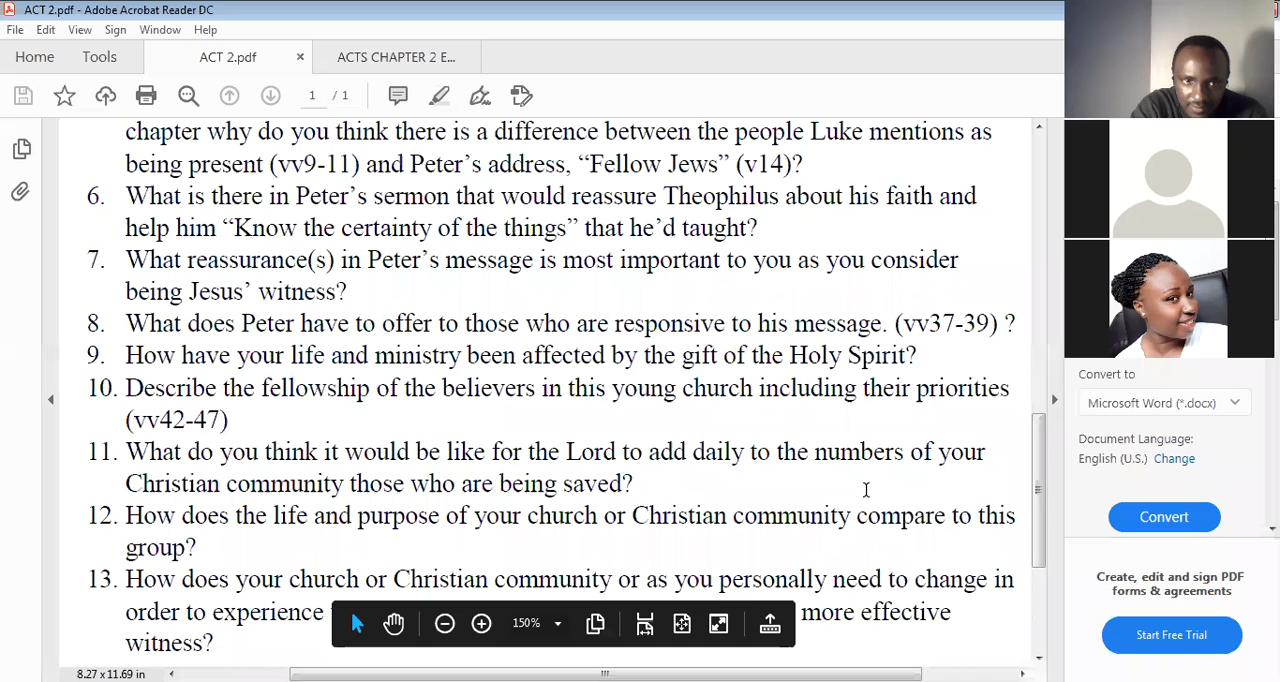 ACT 2.pdf - Adobe Acrobat Reader DC
File Edit View Sign Window Help
Home Tools ACT 2.pdf × ACTS CHAPTER 2 E...
1 / 1
chapter why do you think there is a difference between the people Luke mentions as
being present (vv9-11) and Peter’s address, “Fellow Jews” (v14)?
6. What is there in Peter’s sermon that would reassure Theophilus about his faith and
help him “Know the certainty of the things” that he’d taught?
7. What reassurance(s) in Peter’s message is most important to you as you consider
being Jesus’ witness?
8. What does Peter have to offer to those who are responsive to his message. (vv37-39) ?
9. How have your life and ministry been affected by the gift of the Holy Spirit?
10. Describe the fellowship of the believers in this young church including their priorities
(vv42-47)
11. What do you think it would be like for the Lord to add daily to the numbers of your
Christian community those who are being saved?
12. How does the life and purpose of your church or Christian community compare to this
group?
13. How does your church or Christian community or as you personally need to change in
order to experience more effective
witness?
150%
8.27 x 11.69 in
Convert to
Microsoft Word (*.docx)
Document Language:
English (U.S.) Change
Convert
Create, edit and sign PDF
forms & agreements
Start Free Trial